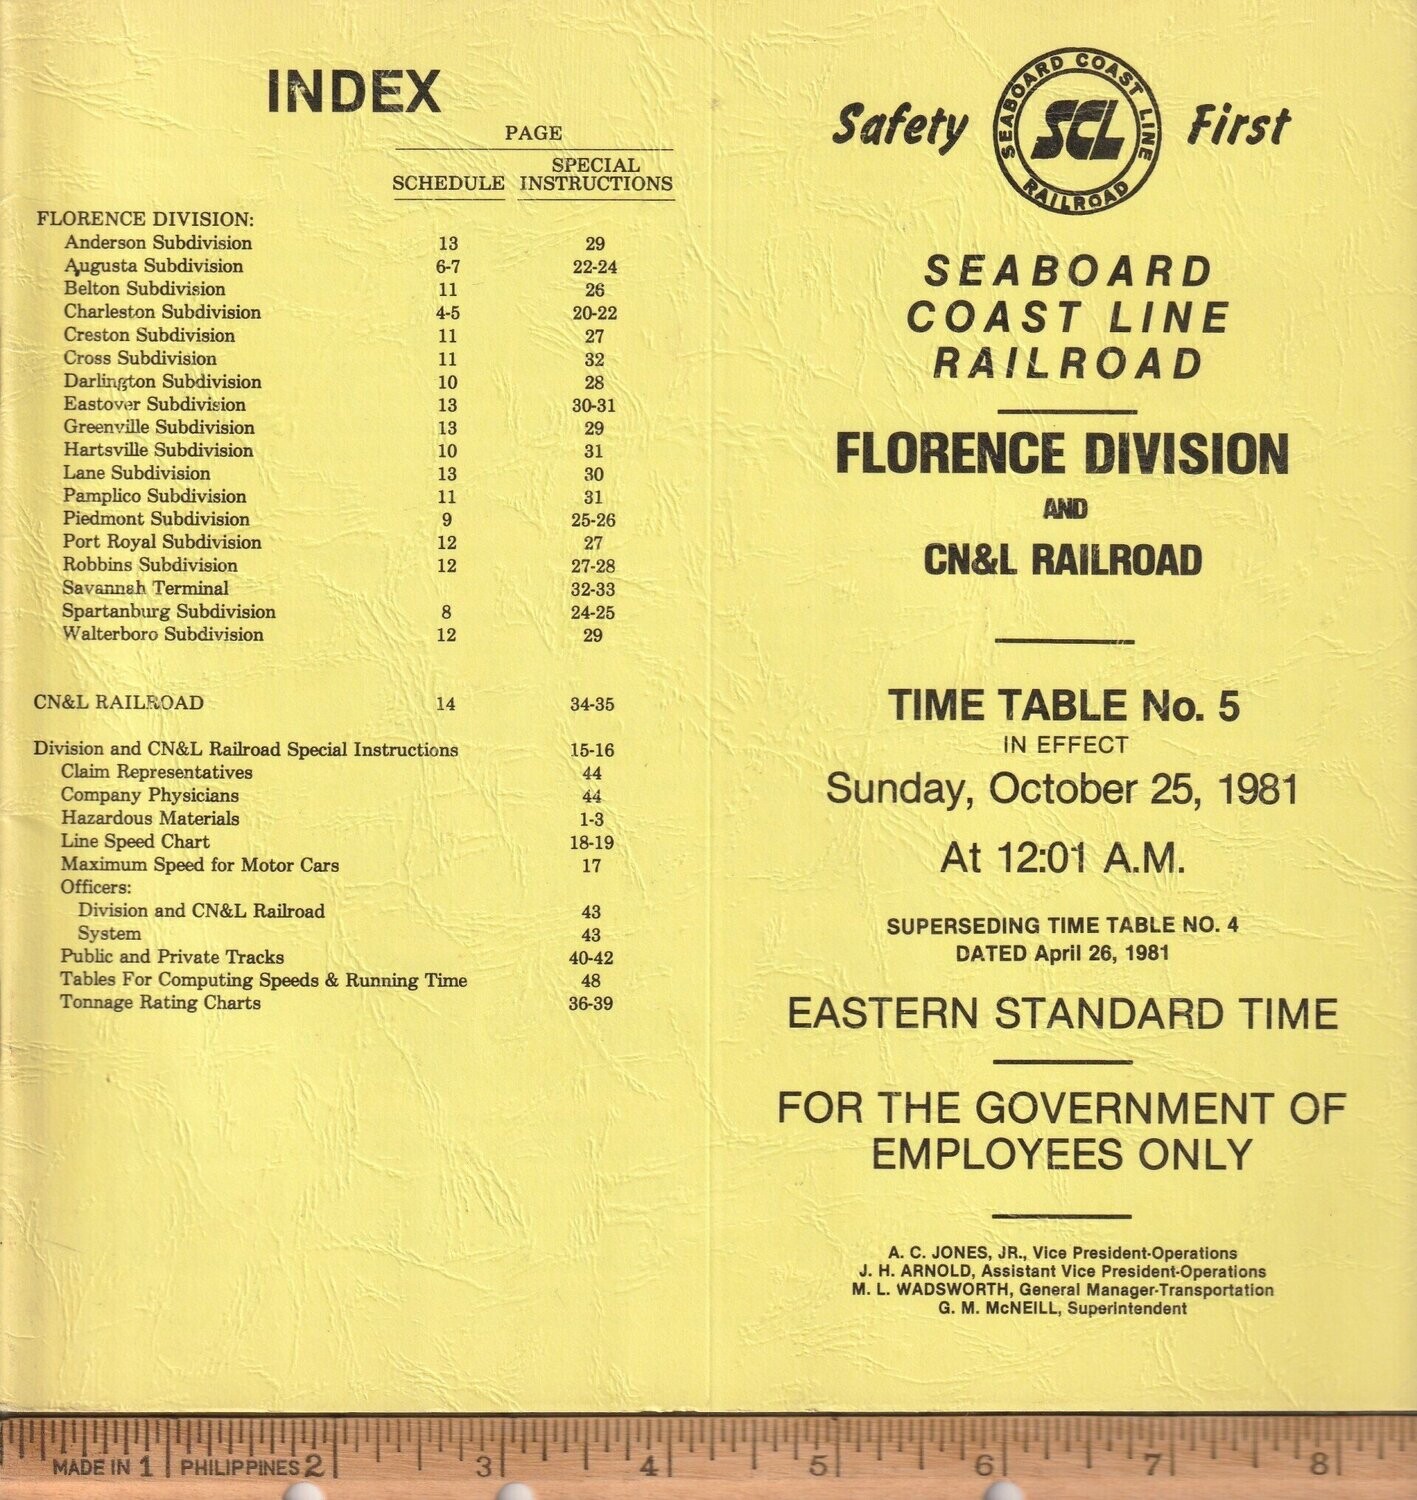 INDEX
PAGE
SCHEDULE SPECIAL INSTRUCTIONS
FLORENCE DIVISION:
Anderson Subdivision 13 29
Augusta Subdivision 6-7 22-24
Belton Subdivision 11 26
Charleston Subdivision 4-5 20-22
Creston Subdivision 11 27
Cross Subdivision 11 32
Darlington Subdivision 10 28
Eastover Subdivision 13 30-31
Greenville Subdivision 13 29
Hartsville Subdivision 10 31
Lane Subdivision 13 30
Pamplico Subdivision 11 31
Piedmont Subdivision 9 25-26
Port Royal Subdivision 12 27
Robbins Subdivision 12 27-28
Savannah Terminal 32-33
Spartanburg Subdivision 8 24-25
Walterboro Subdivision 12 29
CN&L RAILROAD 14 34-35
Division and CN&L Railroad Special Instructions 15-16
Claim Representatives 44
Company Physicians 44
Hazardous Materials 1-3
Line Speed Chart 18-19
Maximum Speed for Motor Cars 17
Officers:
Division and CN&L Railroad 43
System 43
Public and Private Tracks 40-42
Tables For Computing Speeds & Running Time 48
Tonnage Rating Charts 36-39
Safety First
SEABOARD COAST LINE RAILROAD
SCL
SEABOARD
COAST LINE
RAILROAD
FLORENCE DIVISION
AND
CN&L RAILROAD
TIME TABLE No. 5
IN EFFECT
Sunday, October 25, 1981
At 12:01 A.M.
SUPERSEDING TIME TABLE NO. 4
DATED April 26, 1981
EASTERN STANDARD TIME
FOR THE GOVERNMENT OF
EMPLOYEES ONLY
A. C. JONES, JR., Vice President-Operations
J. H. ARNOLD, Assistant Vice President-Operations
M. L. WADSWORTH, General Manager-Transportation
G. M. McNEILL, Superintendent
MADE IN 1 PHILIPPINES 2 3 4 5 6 7 8